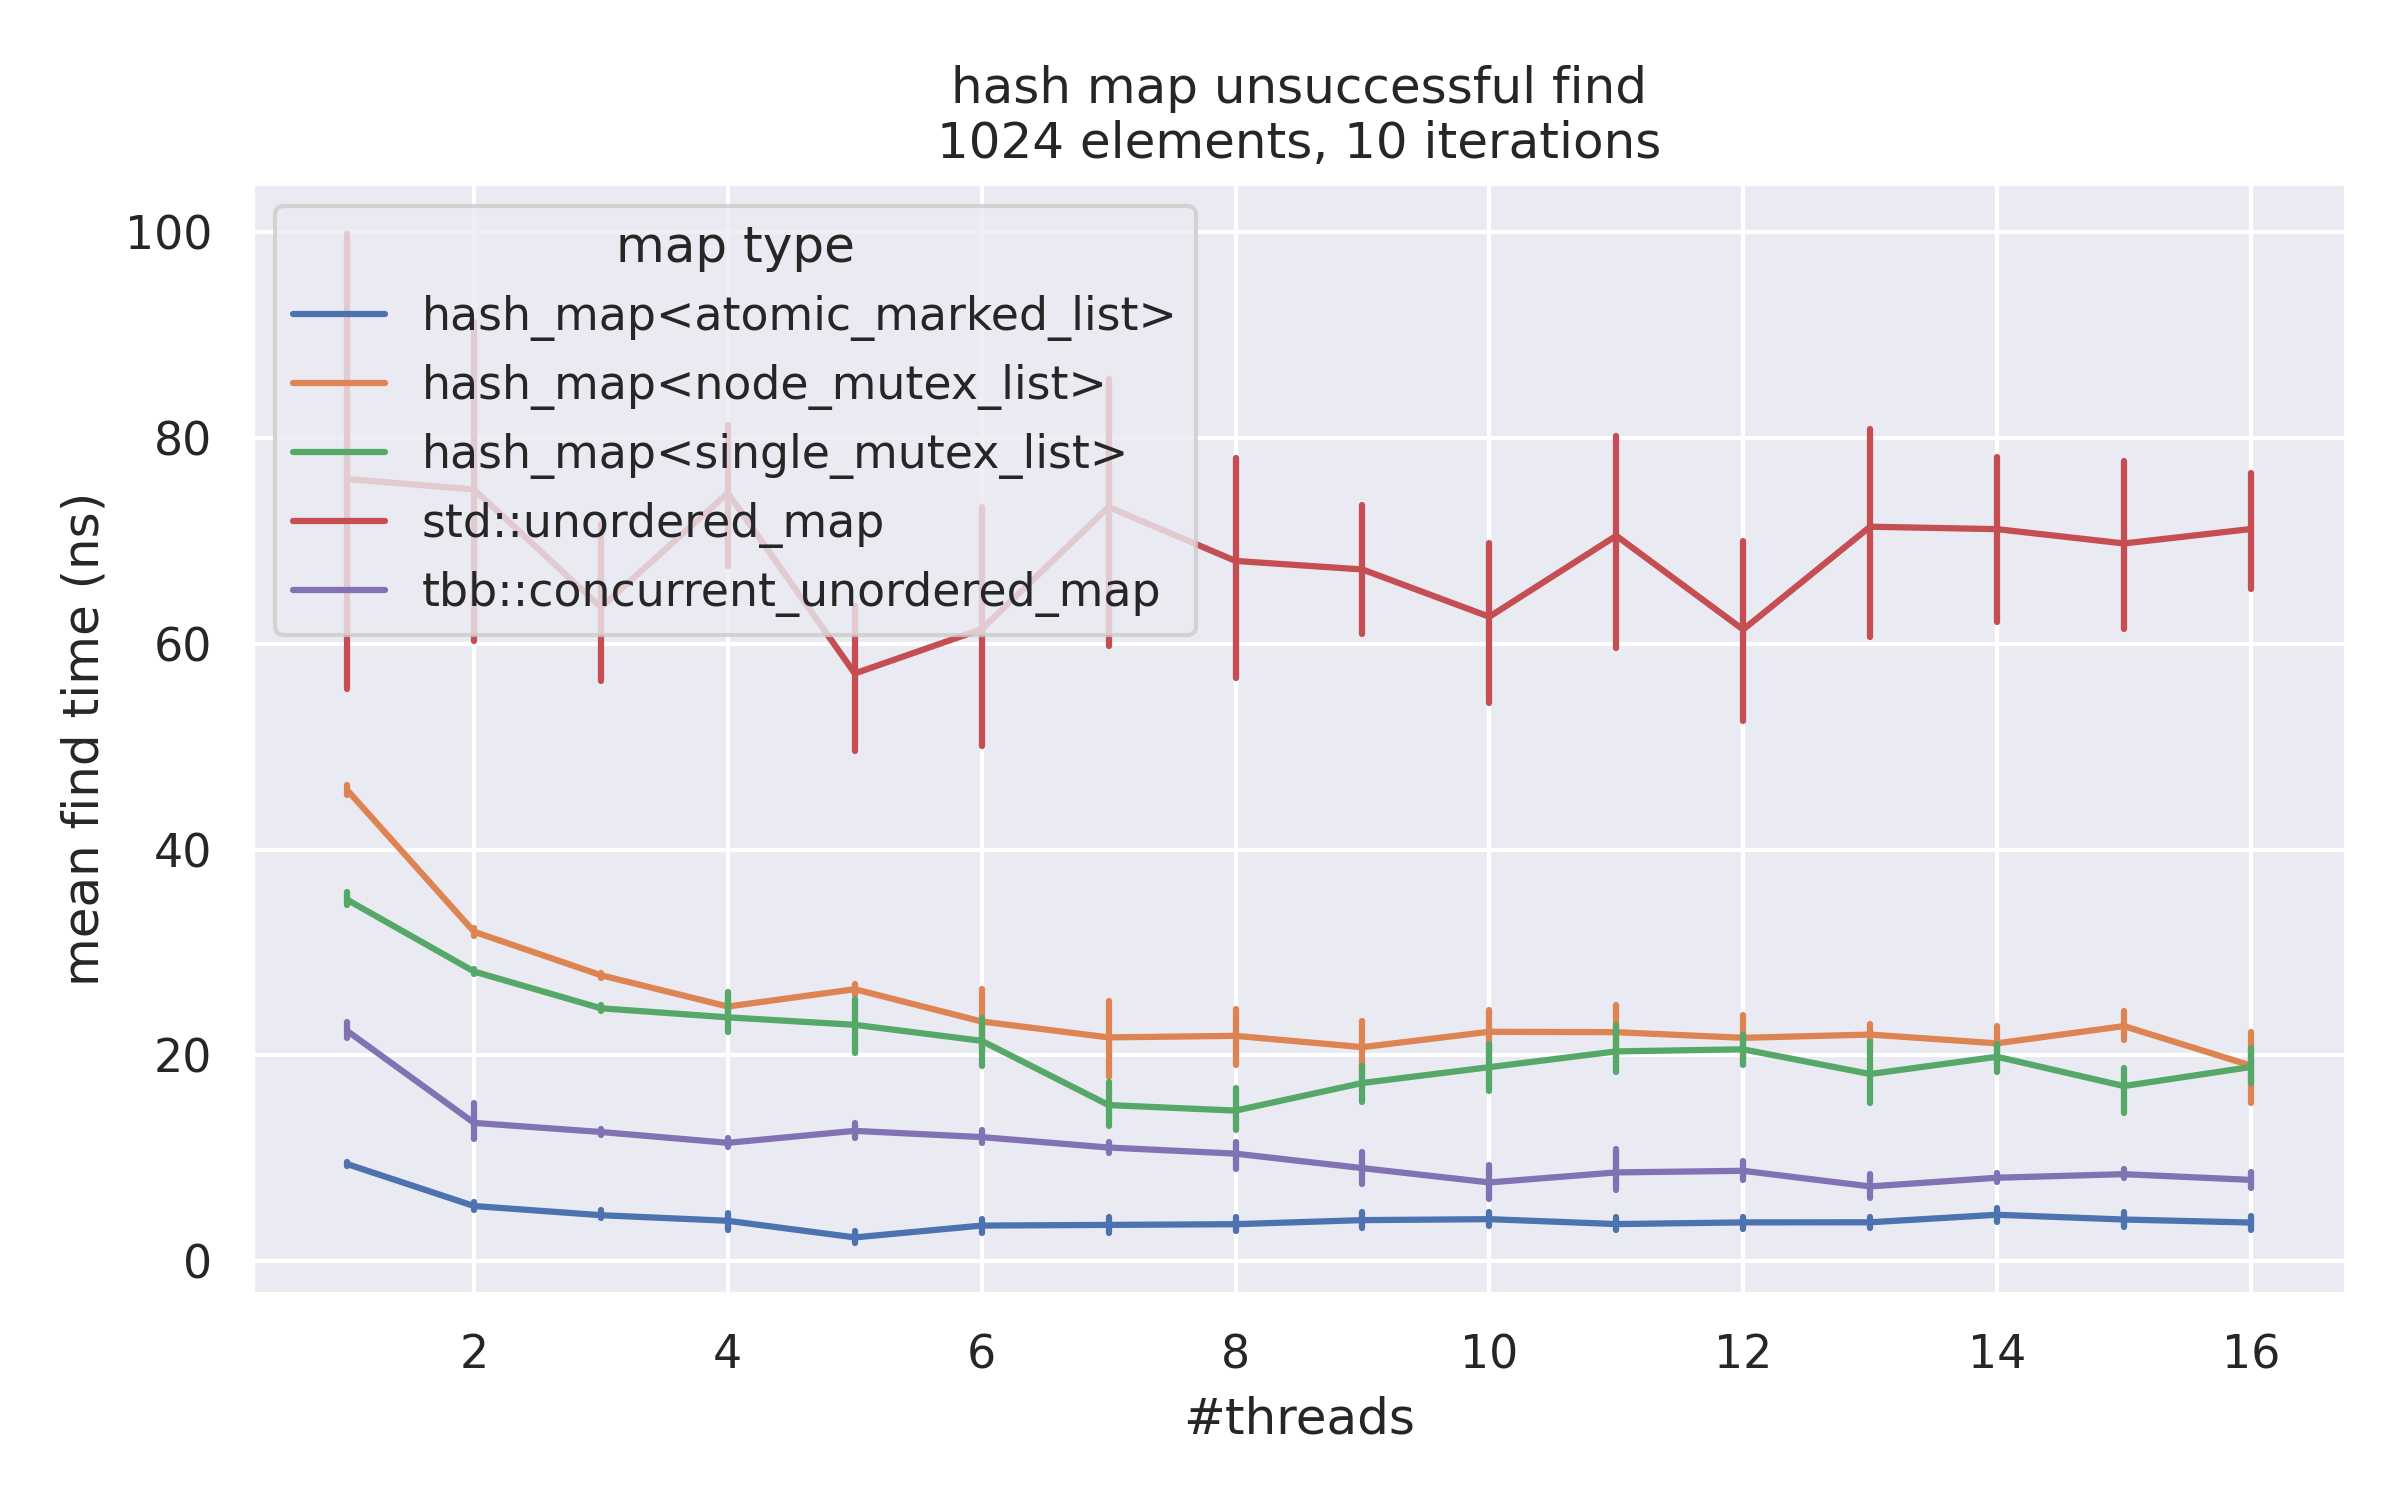 hash map unsuccessful find
1024 elements, 10 iterations
map type
hash_map<atomic_marked_list>
hash_map<node_mutex_list>
hash_map<single_mutex_list>
std::unordered_map
tbb::concurrent_unordered_map
mean find time (ns)
100
80
60
40
20
0
2 4 6 8 10 12 14 16
#threads